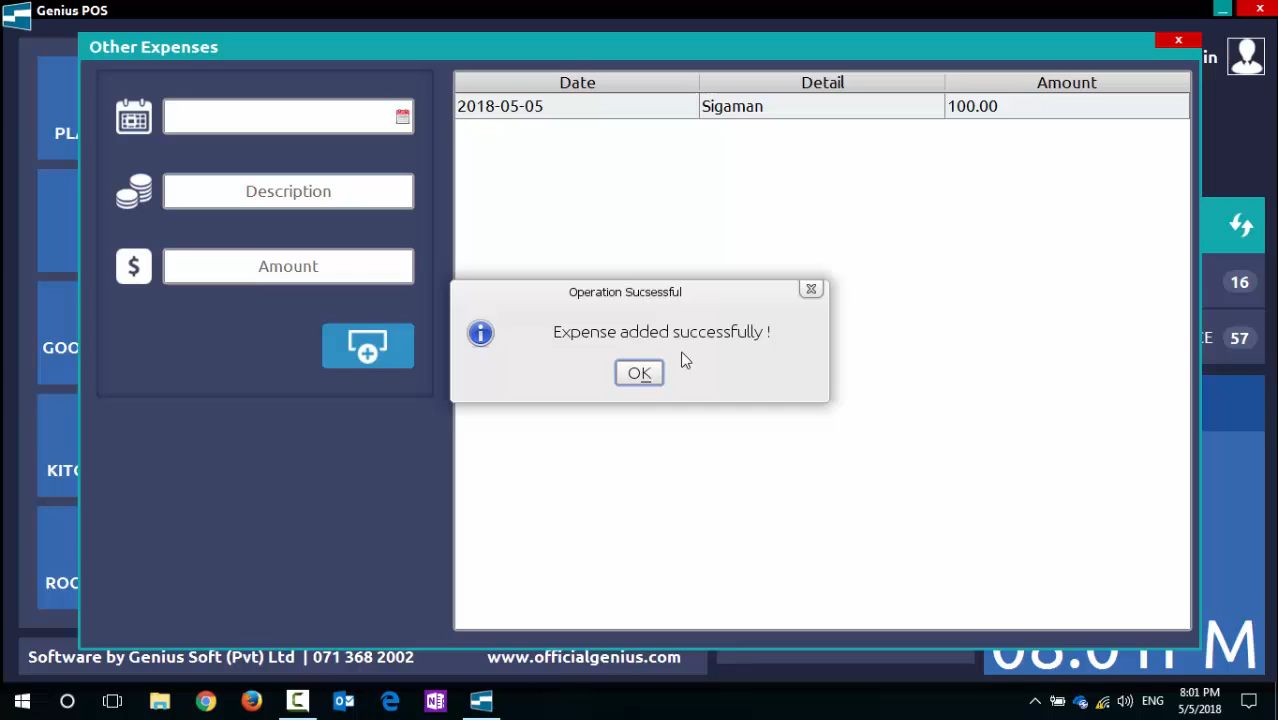 Genius POS
Other Expenses
in
Date Detail Amount
2018-05-05 Sigaman 100.00
Description
Amount
$
Operation Sucsessful
Expense added successfully !
OK
16
57
GOO
KITC
ROO
Software by Genius Soft (Pvt) Ltd | 071 368 2002
www.officialgenius.com
ENG
8:01 PM
5/5/2018